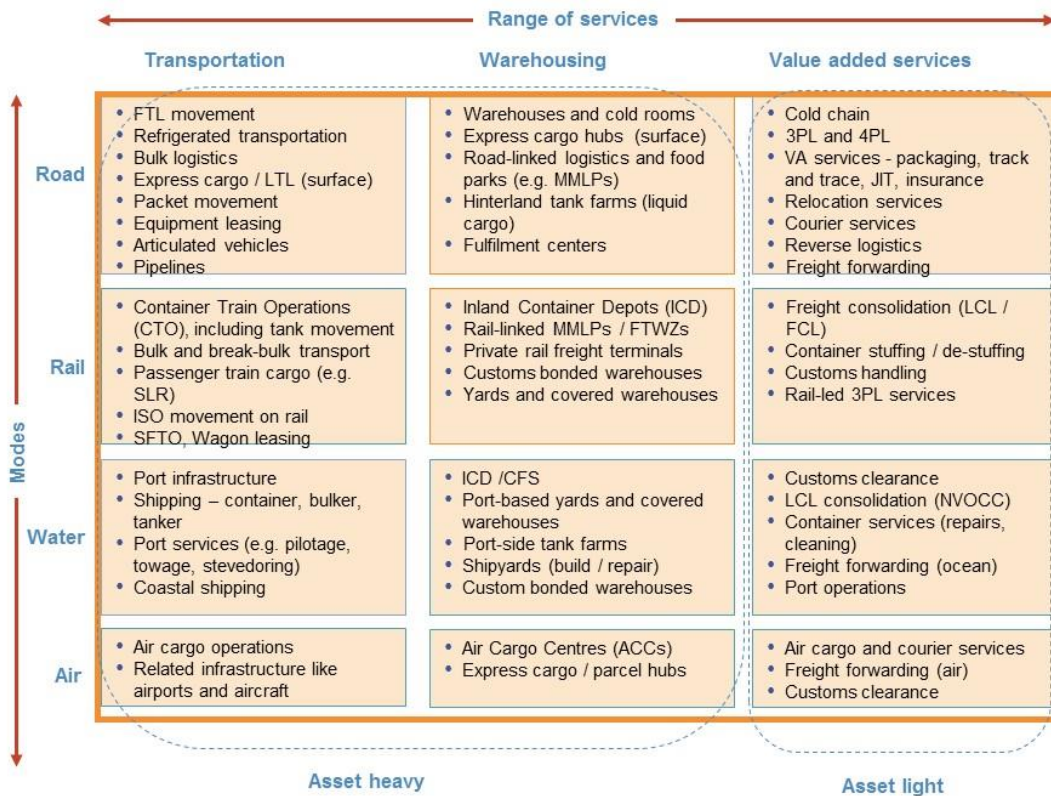 Range of services
Transportation
Warehousing
Value added services
Modes
Road
• FTL movement
• Refrigerated transportation
• Bulk logistics
• Express cargo / LTL (surface)
• Packet movement
• Equipment leasing
• Articulated vehicles
• Pipelines
• Warehouses and cold rooms
• Express cargo hubs (surface)
• Road-linked logistics and food
parks (e.g. MMLPs)
• Hinterland tank farms (liquid
cargo)
• Fulfilment centers
• Cold chain
• 3PL and 4PL
• VA services - packaging, track
and trace, JIT, insurance
• Relocation services
• Courier services
• Reverse logistics
• Freight forwarding
Rail
• Container Train Operations
(CTO), including tank movement
• Bulk and break-bulk transport
• Passenger train cargo (e.g.
SLR)
• ISO movement on rail
• SFTO, Wagon leasing
• Inland Container Depots (ICD)
• Rail-linked MMLPs / FTWZs
• Private rail freight terminals
• Customs bonded warehouses
• Yards and covered warehouses
• Freight consolidation (LCL /
FCL)
• Container stuffing / de-stuffing
• Customs handling
• Rail-led 3PL services
Water
• Port infrastructure
• Shipping – container, bulker,
tanker
• Port services (e.g. pilotage,
towage, stevedoring)
• Coastal shipping
• ICD /CFS
• Port-based yards and covered
warehouses
• Port-side tank farms
• Shipyards (build / repair)
• Custom bonded warehouses
• Customs clearance
• LCL consolidation (NVOCC)
• Container services (repairs,
cleaning)
• Freight forwarding (ocean)
• Port operations
Air
• Air cargo operations
• Related infrastructure like
airports and aircraft
• Air Cargo Centres (ACCs)
• Express cargo / parcel hubs
• Air cargo and courier services
• Freight forwarding (air)
• Customs clearance
Asset heavy
Asset light